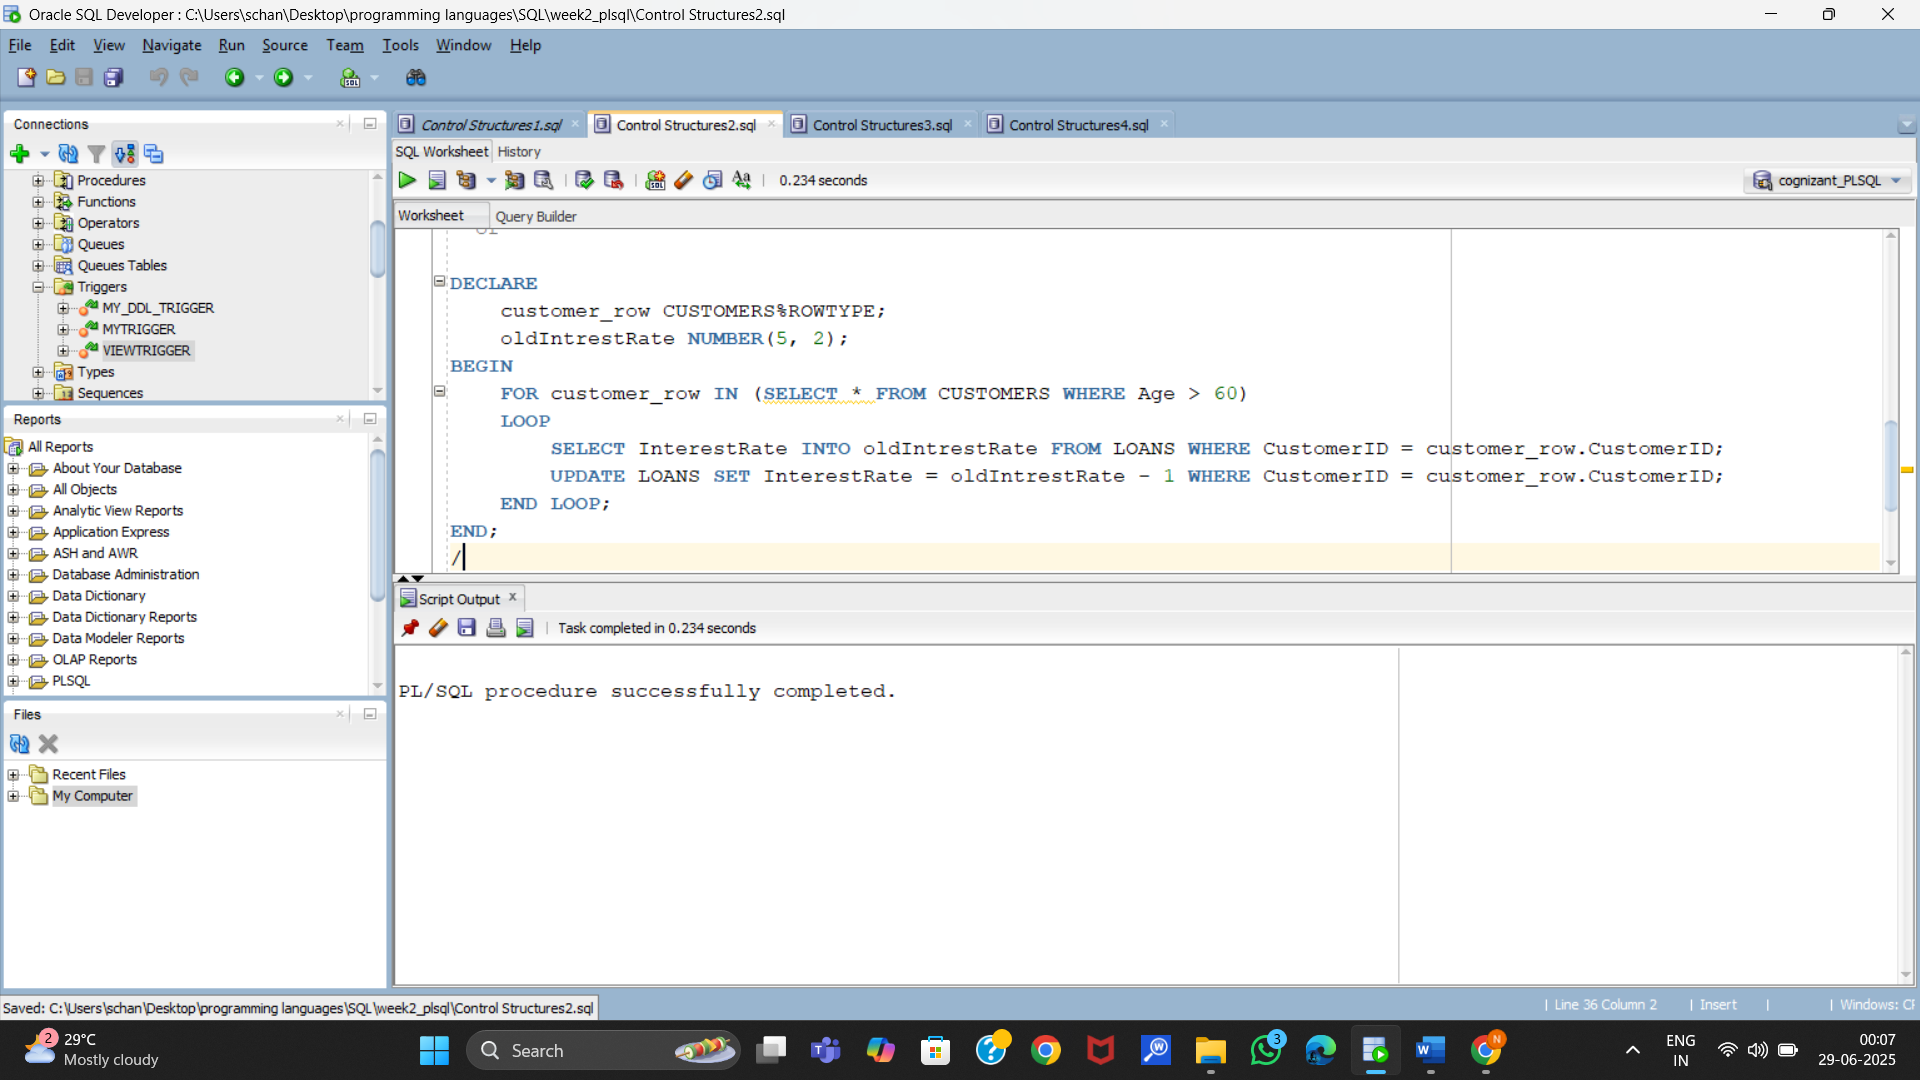 Oracle SQL Developer : C:\Users\schan\Desktop\programming languages\SQL\week2_plsql\Control Structures2.sql
File Edit View Navigate Run Source Team Tools Window Help
Connections
Procedures
Functions
Operators
Queues
Queues Tables
Triggers
MY_DDL_TRIGGER
MYTRIGGER
VIEWTRIGGER
Types
Sequences
Reports
All Reports
About Your Database
All Objects
Analytic View Reports
Application Express
ASH and AWR
Database Administration
Data Dictionary
Data Dictionary Reports
Data Modeler Reports
OLAP Reports
PLSQL
Files
Recent Files
My Computer
Control Structures1.sql Control Structures2.sql Control Structures3.sql Control Structures4.sql
SQL Worksheet History
0.234 seconds
cognizant_PLSQL
Worksheet Query Builder
DECLARE
customer_row CUSTOMERS%ROWTYPE;
oldIntrestRate NUMBER(5, 2);
BEGIN
FOR customer_row IN (SELECT * FROM CUSTOMERS WHERE Age > 60)
LOOP
SELECT InterestRate INTO oldIntrestRate FROM LOANS WHERE CustomerID = customer_row.CustomerID;
UPDATE LOANS SET InterestRate = oldIntrestRate - 1 WHERE CustomerID = customer_row.CustomerID;
END LOOP;
END;
/
Script Output
Task completed in 0.234 seconds
PL/SQL procedure successfully completed.
Saved: C:\Users\schan\Desktop\programming languages\SQL\week2_plsql\Control Structures2.sql
Line 36 Column 2 Insert Windows: CF
2
29°C
Mostly cloudy
Search
3
N
ENG
IN
00:07
29-06-2025